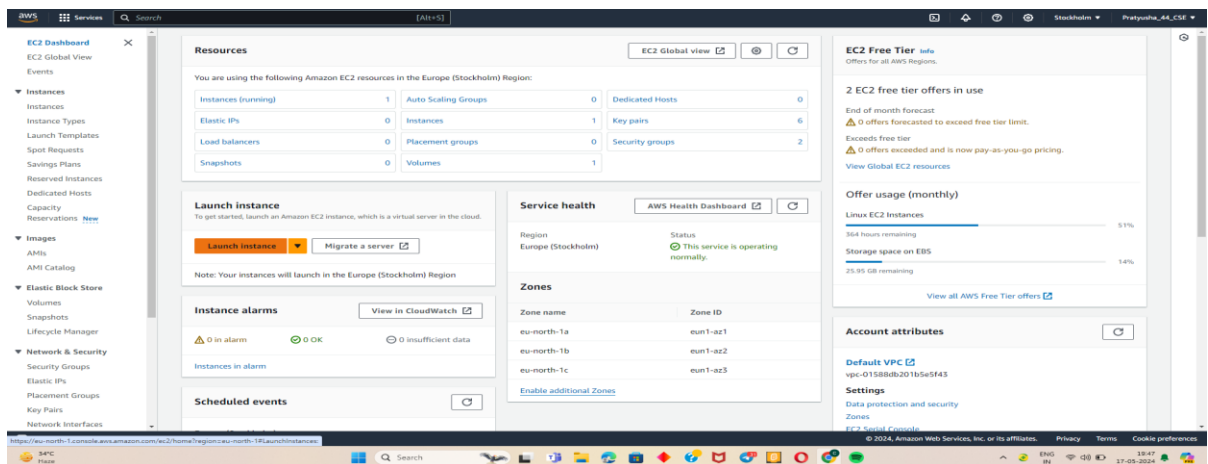 aws
Services
Search
[Alt+S]
Stockholm
Pratyusha_44_CSE
EC2 Dashboard
EC2 Global View
Events
Instances
Instances
Instance Types
Launch Templates
Spot Requests
Savings Plans
Reserved Instances
Dedicated Hosts
Capacity
Reservations New
Images
AMIs
AMI Catalog
Elastic Block Store
Volumes
Snapshots
Lifecycle Manager
Network & Security
Security Groups
Elastic IPs
Placement Groups
Key Pairs
Network Interfaces
Resources
EC2 Global view
You are using the following Amazon EC2 resources in the Europe (Stockholm) Region:
Instances (running) 1 Auto Scaling Groups 0 Dedicated Hosts 0
Elastic IPs 0 Instances 1 Key pairs 6
Load balancers 0 Placement groups 0 Security groups 2
Snapshots 0 Volumes 1
Launch instance
To get started, launch an Amazon EC2 instance, which is a virtual server in the cloud.
Launch instance
Migrate a server
Note: Your instances will launch in the Europe (Stockholm) Region
Instance alarms
View in CloudWatch
0 in alarm 0 OK 0 insufficient data
Instances in alarm
Scheduled events
Service health
AWS Health Dashboard
Region Status
Europe (Stockholm) This service is operating
normally.
Zones
Zone name Zone ID
eu-north-1a eun1-az1
eu-north-1b eun1-az2
eu-north-1c eun1-az3
Enable additional Zones
EC2 Free Tier Info
Offers for all AWS Regions.
2 EC2 free tier offers in use
End of month forecast
0 offers forecasted to exceed free tier limit.
Exceeds free tier
0 offers exceeded and is now pay-as-you-go pricing.
View Global EC2 resources
Offer usage (monthly)
Linux EC2 Instances
51%
364 hours remaining
Storage space on EBS
14%
25.95 GB remaining
View all AWS Free Tier offers
Account attributes
Default VPC
vpc-01588db201b5e5f43
Settings
Data protection and security
Zones
EC2 Serial Console
https://eu-north-1.console.aws.amazon.com/ec2/home?region=eu-north-1#LaunchInstances:
© 2024, Amazon Web Services, Inc. or its affiliates. Privacy Terms Cookie preferences
34°C
Haze
Search
ENG
IN
19:47
17-05-2024